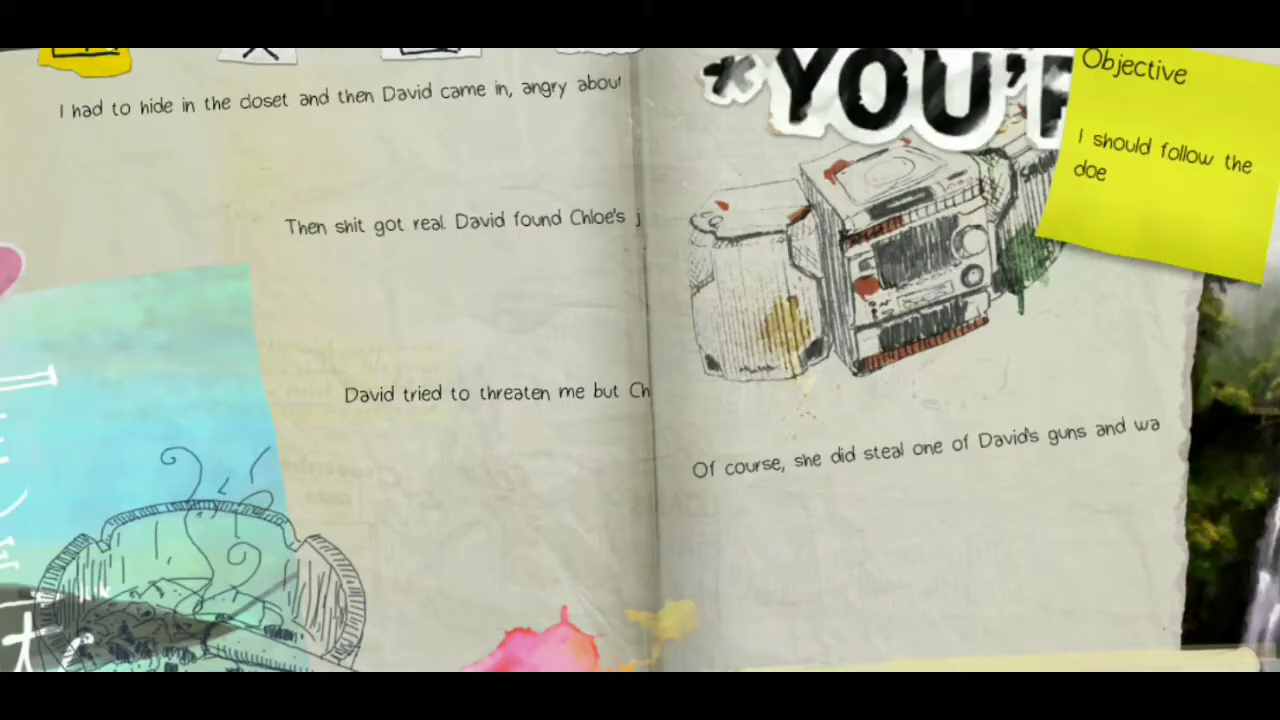 I had to hide in the closet and then David came in, angry about
Then shit got real. David found Chloe's j
David tried to threaten me but Ch
*YOU'R
Of course, she did steal one of David's guns and wa
Objective
I should follow the
doe